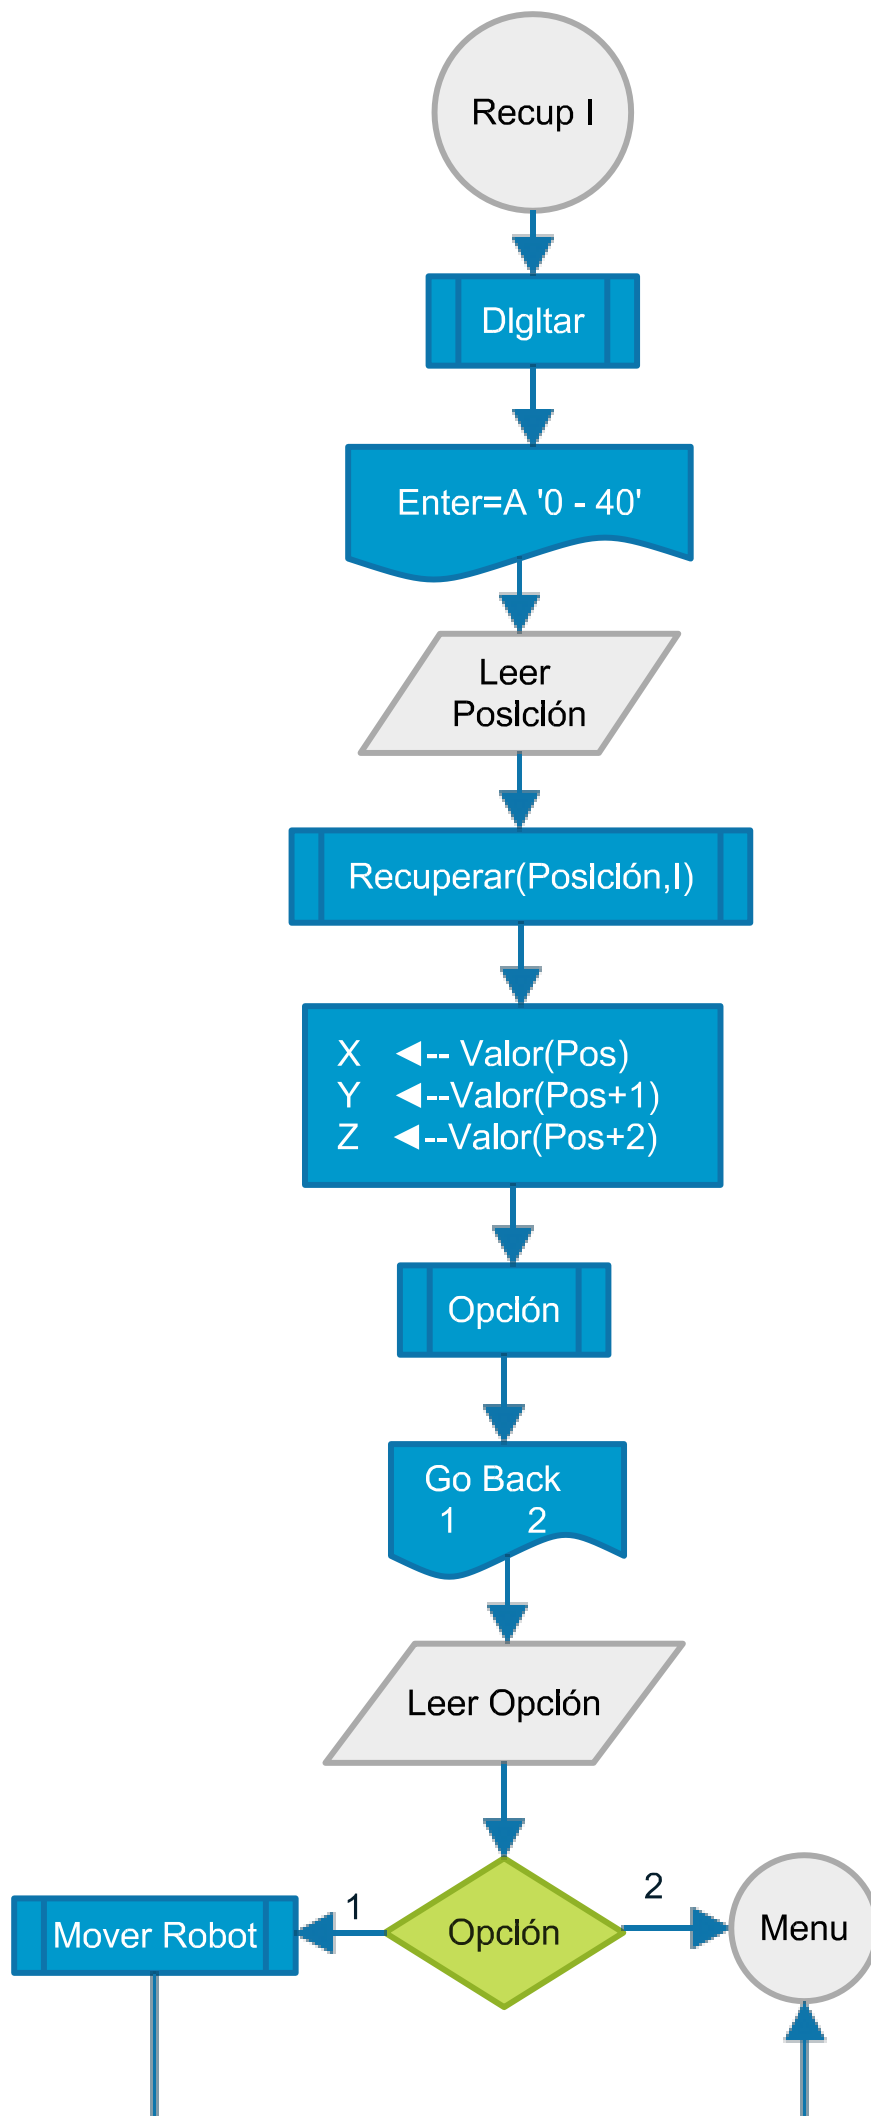 Recup I
DIgItar
Enter=A '0 - 40'
Leer
PosIcIón
Recuperar(PosIcIón,I)
X ◄-- Valor(Pos)
Y ◄--Valor(Pos+1)
Z ◄--Valor(Pos+2)
OpcIón
Go Back
1 2
Leer OpcIón
1
2
Mover Robot
OpcIón
Menu